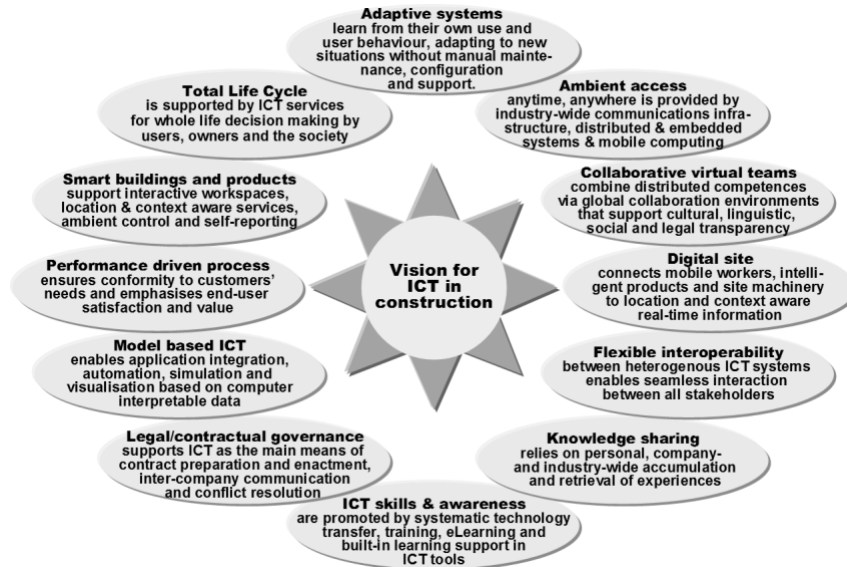 Adaptive systems
learn from their own use and
user behaviour, adapting to new
situations without manual mainte-
nance, configuration
and support.
Total Life Cycle
is supported by ICT services
for whole life decision making by
users, owners and the society
Ambient access
anytime, anywhere is provided by
industry-wide communications infra-
structure, distributed & embedded
systems & mobile computing
Smart buildings and products
support interactive workspaces,
location & context aware services,
ambient control and self-reporting
Collaborative virtual teams
combine distributed competences
via global collaboration environments
that support cultural, linguistic,
social and legal transparency
Performance driven process
ensures conformity to customers'
needs and emphasises end-user
satisfaction and value
Vision for
ICT in
construction
Digital site
connects mobile workers, intelli-
gent products and site machinery
to location and context aware
real-time information
Model based ICT
enables application integration,
automation, simulation and
visualisation based on computer
interpretable data
Flexible interoperability
between heterogenous ICT systems
enables seamless interaction
between all stakeholders
Legal/contractual governance
supports ICT as the main means of
contract preparation and enactment,
inter-company communication
and conflict resolution
Knowledge sharing
relies on personal, company-
and industry-wide accumulation
and retrieval of experiences
ICT skills & awareness
are promoted by systematic technology
transfer, training, eLearning and
built-in learning support in
ICT tools